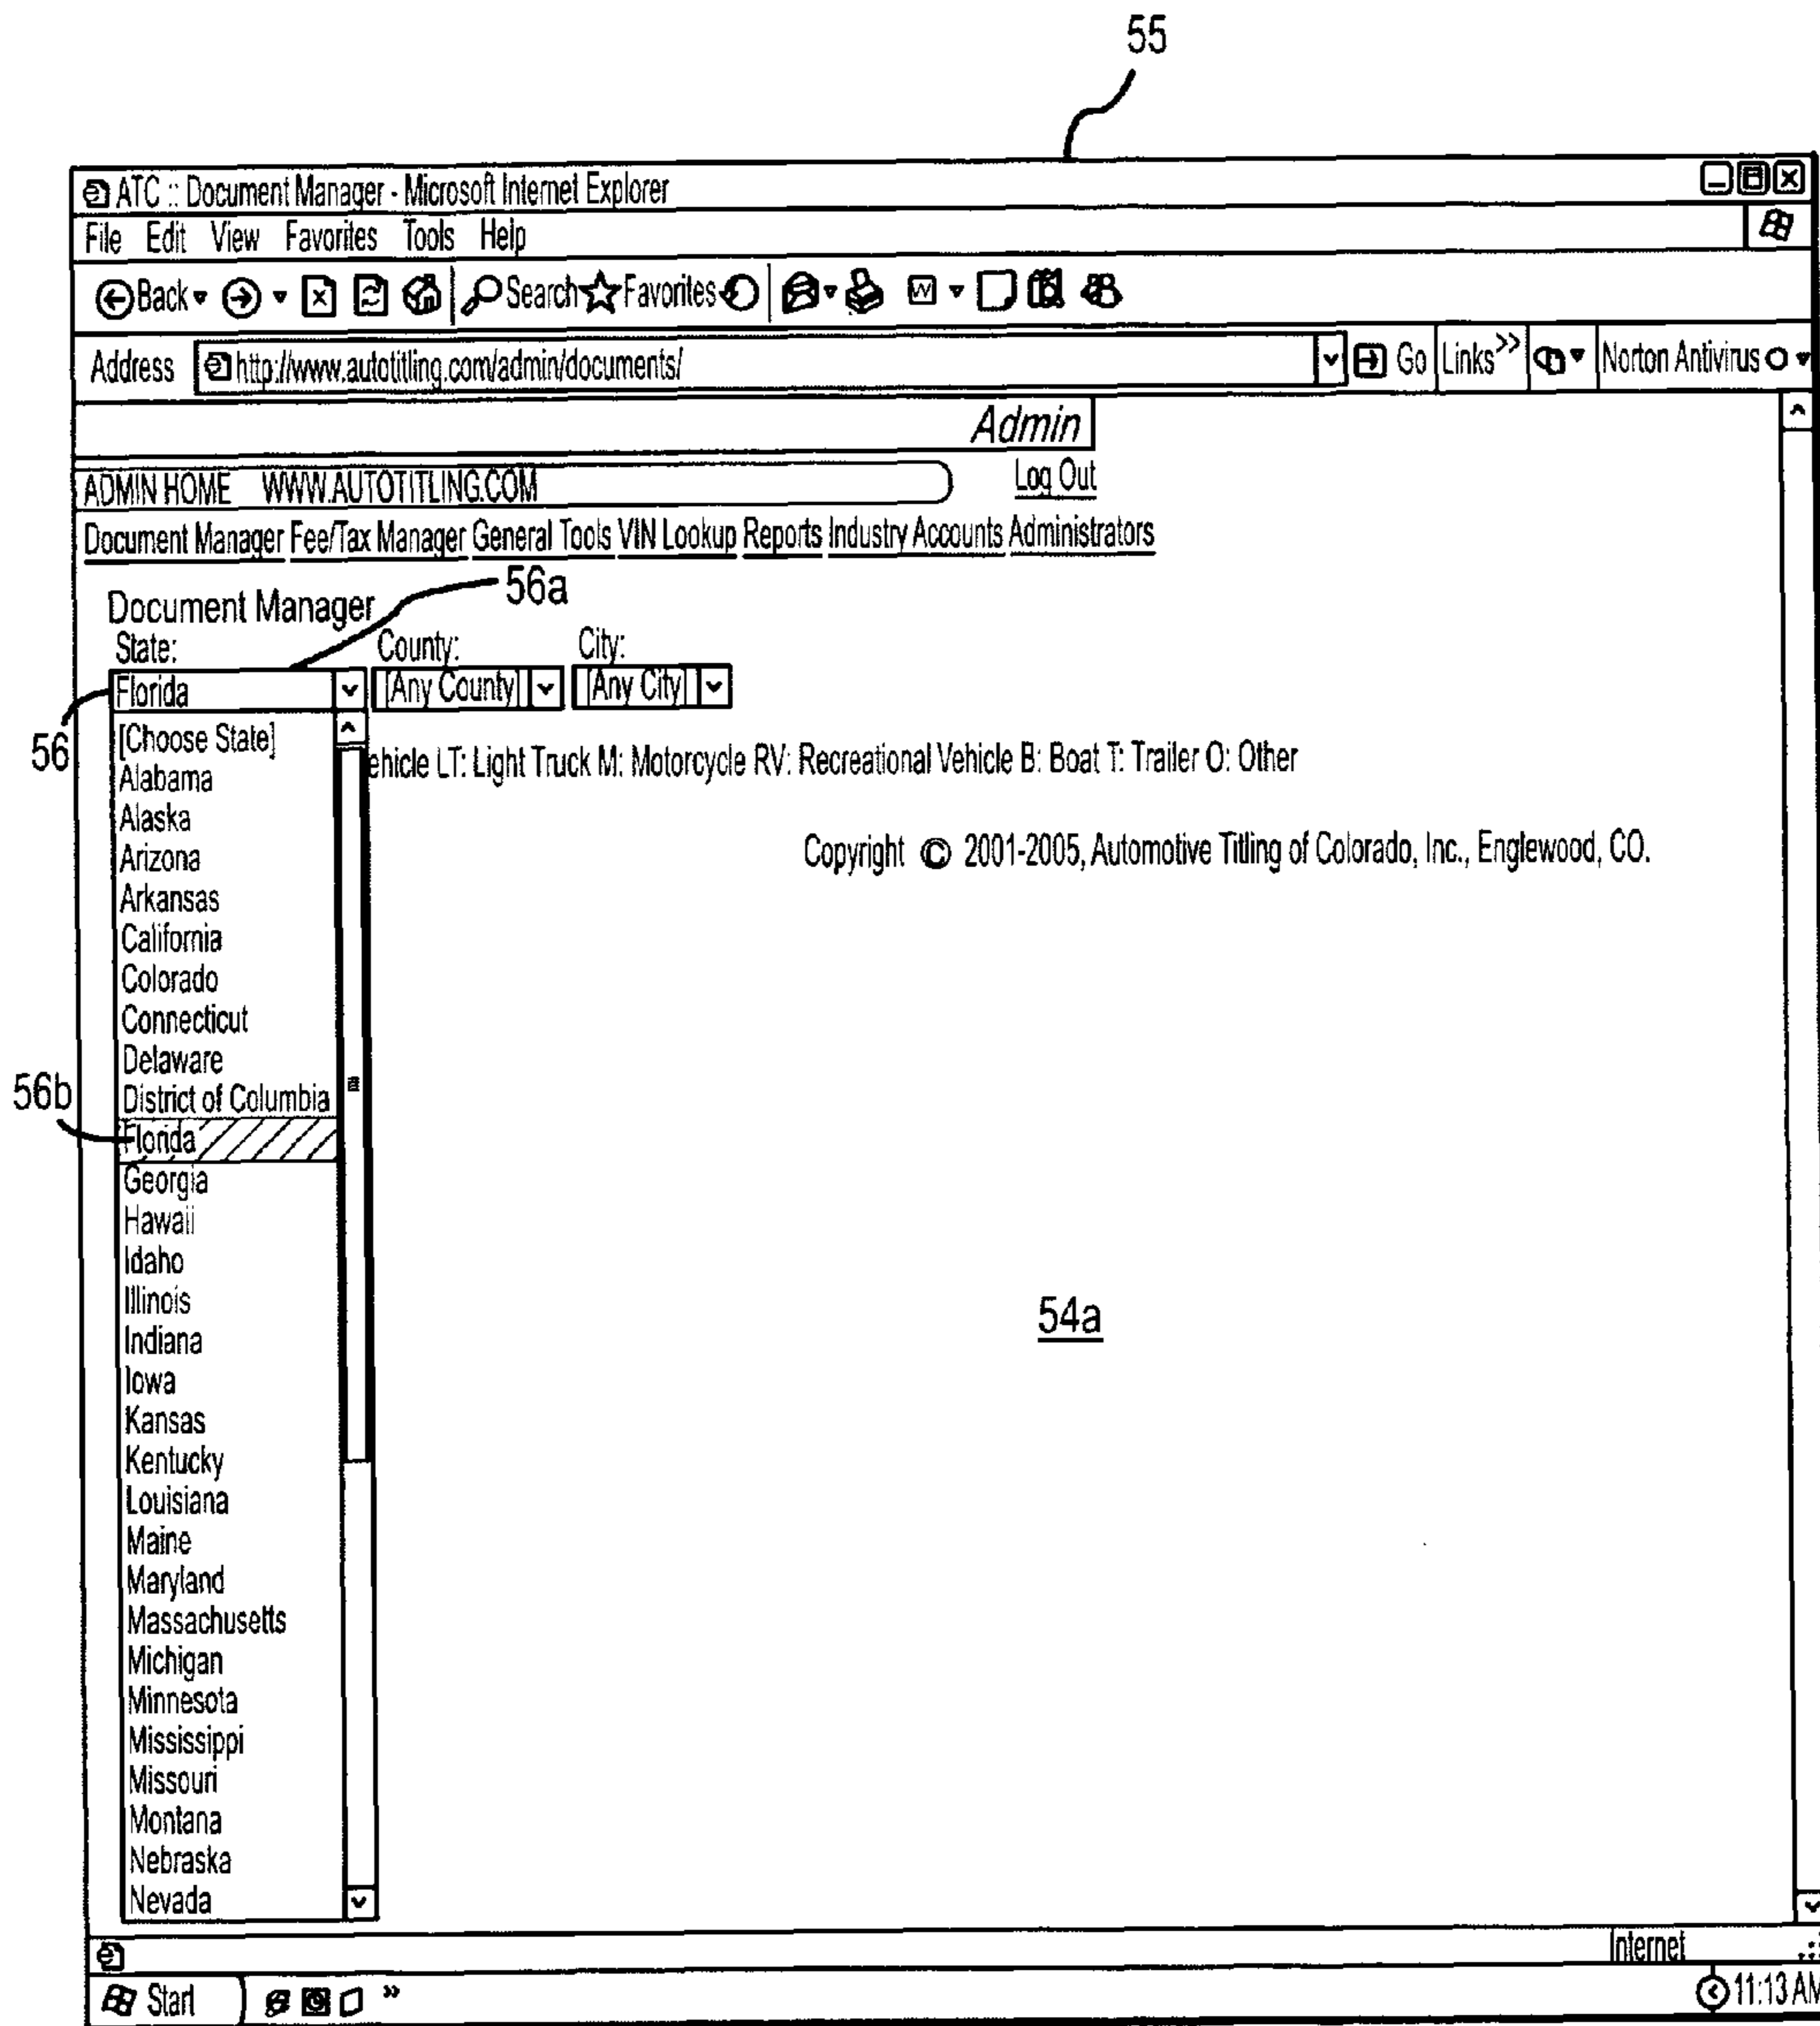 55
ATC :: Document Manager - Microsoft Internet Explorer
File Edit View Favorites Tools Help
Back Search Favorites W
Address http://www.autotitling.com/admin/documents/ Go Links>> Norton Antivirus
Admin
ADMIN HOME WWW.AUTOTITLING.COM Log Out
Document Manager Fee/Tax Manager General Tools VIN Lookup Reports Industry Accounts Administrators
56a
Document Manager
State: County: City:
Florida [Any County] [Any City]
56
[Choose State]
ehicle LT: Light Truck M: Motorcycle RV: Recreational Vehicle B: Boat T: Trailer O: Other
Alabama
Alaska
Arizona
Copyright © 2001-2005, Automotive Titling of Colorado, Inc., Englewood, CO.
Arkansas
California
Colorado
Connecticut
Delaware
56b
District of Columbia
Florida
Georgia
Hawaii
Idaho
Illinois
54a
Indiana
Iowa
Kansas
Kentucky
Louisiana
Maine
Maryland
Massachusetts
Michigan
Minnesota
Mississippi
Missouri
Montana
Nebraska
Nevada
Internet
Start » 11:13 AM